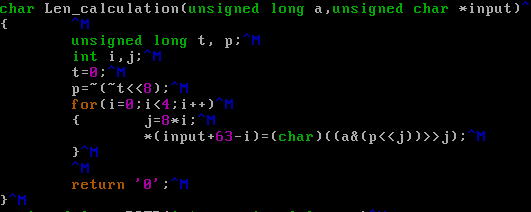 char Len_calculation(unsigned long a,unsigned char *input)^
{ ^M
unsigned long t, p;^M
int i,j;^M
t=0;^M
p=~(~t<<8);^M
for(i=0;i<4;i++)^M
{ j=8*i;^M
*(input+63-i)=(char)((a&(p<<j))>>j);^M
}^M
^M
return '0';^M
}^M